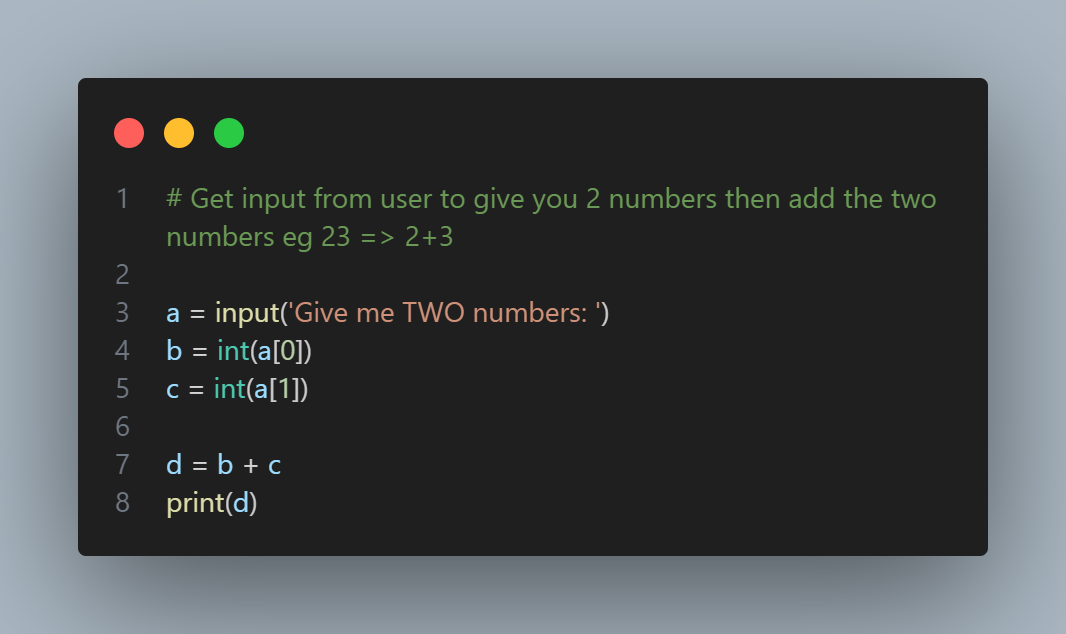 1 # Get input from user to give you 2 numbers then add the two
numbers eg 23 => 2+3
2
3 a = input('Give me TWO numbers: ')
4 b = int(a[0])
5 c = int(a[1])
6
7 d = b + c
8 print(d)